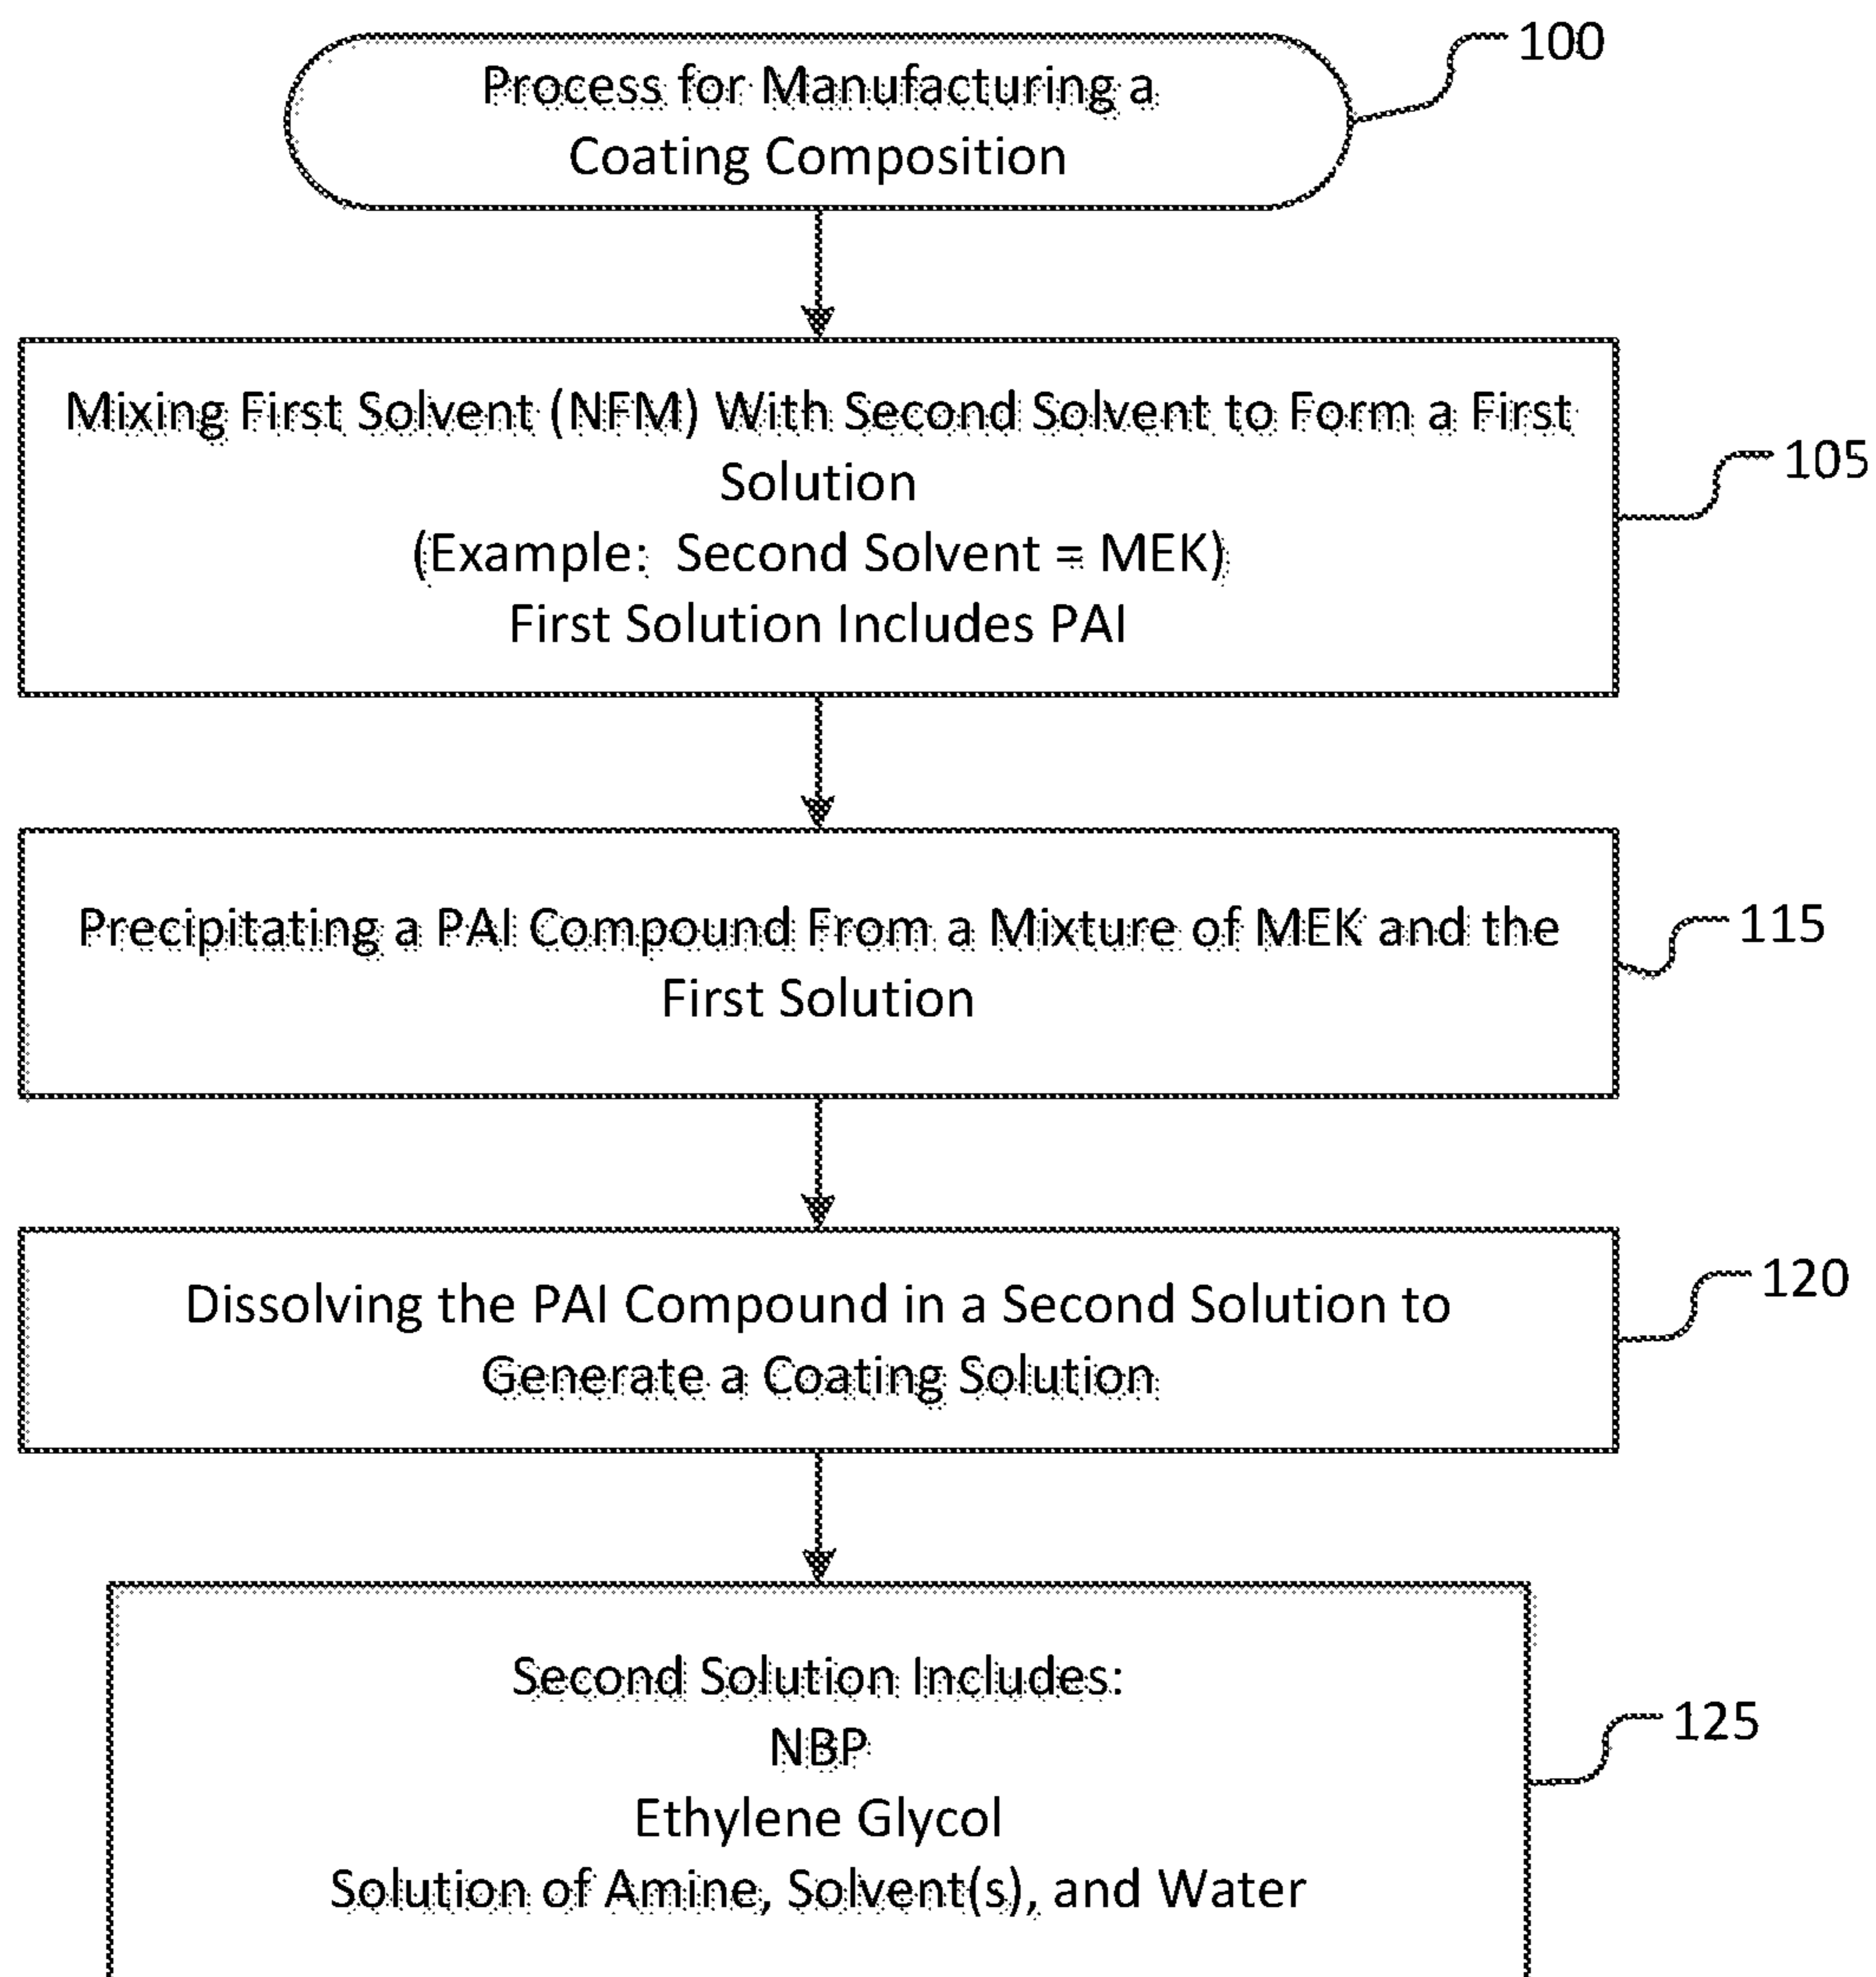 Process for Manufacturing a
Coating Composition
100
Mixing First Solvent (NFM) With Second Solvent to Form a First
Solution
(Example: Second Solvent = MEK)
First Solution Includes PAI
105
Precipitating a PAI Compound From a Mixture of MEK and the
First Solution
115
Dissolving the PAI Compound in a Second Solution to
Generate a Coating Solution
120
Second Solution Includes:
NBP
Ethylene Glycol
Solution of Amine, Solvent(s), and Water
125